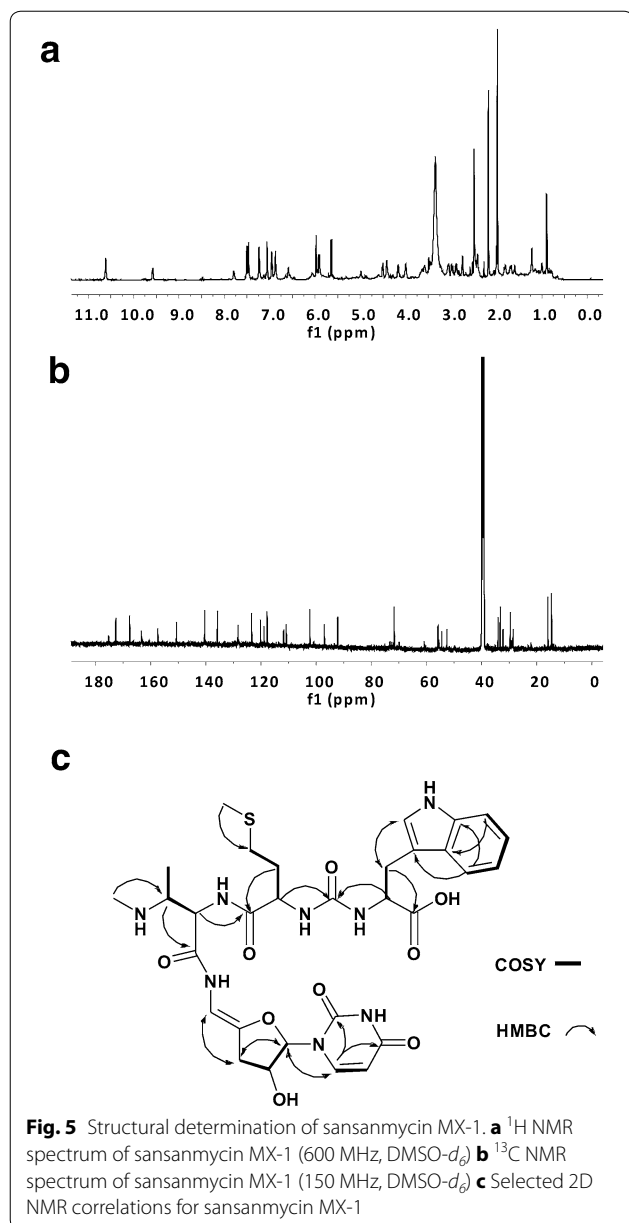 a
11.0 10.0 9.0 8.0 7.0 6.0 5.0 4.0 3.0 2.0 1.0 0.0
f1 (ppm)
b
180 160 140 120 100 80 60 40 20 0
f1 (ppm)
c
H
N
S
O
H
N
O
N
H
N
H
OH
O
N
H
O
O
NH
O
O
N
NH
O
OH
COSY
HMBC
Fig. 5 Structural determination of sansanmycin MX-1. a ¹H NMR
spectrum of sansanmycin MX-1 (600 MHz, DMSO-d₆) b ¹³C NMR
spectrum of sansanmycin MX-1 (150 MHz, DMSO-d₆) c Selected 2D
NMR correlations for sansanmycin MX-1